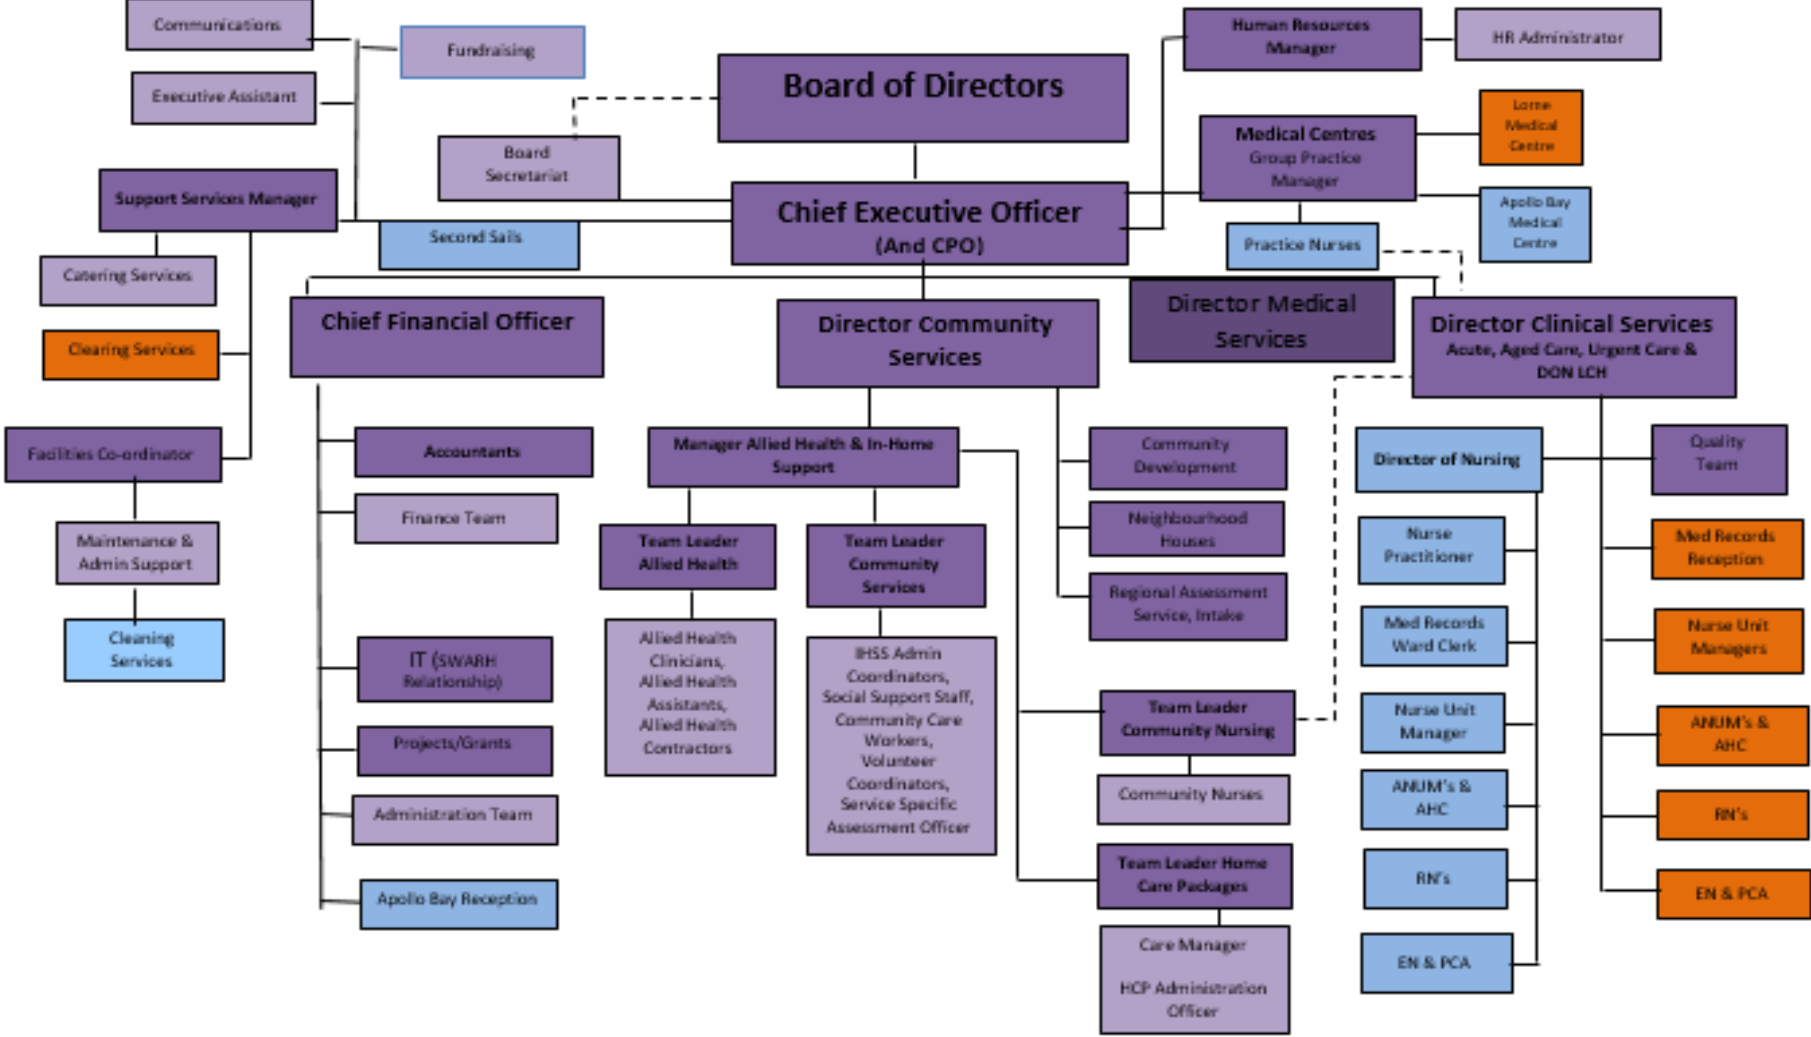 Communications
Fundraising
Executive Assistant
Board of Directors
Human Resources
Manager
HR Administrator
Board
Secretariat
Medical Centres
Group Practice
Manager
Lorne
Medical
Centre
Support Services Manager
Second Sails
Chief Executive Officer
(And CPO)
Practice Nurses
Apollo Bay
Medical
Centre
Catering Services
Clearing Services
Facilities Co-ordinator
Maintenance &
Admin Support
Cleaning
Services
Chief Financial Officer
Accountants
Finance Team
IT (SWARH
Relationship)
Projects/Grants
Administration Team
Apollo Bay Reception
Director Community
Services
Manager Allied Health & In-Home
Support
Team Leader
Allied Health
Allied Health
Clinicians,
Allied Health
Assistants,
Allied Health
Contractors
Team Leader
Community
Services
IHSS Admin
Coordinators,
Social Support Staff,
Community Care
Workers,
Volunteer
Coordinators,
Service Specific
Assessment Officer
Community
Development
Neighbourhood
Houses
Regional Assessment
Service, Intake
Team Leader
Community Nursing
Community Nurses
Team Leader Home
Care Packages
Care Manager
HCP Administration
Officer
Director Medical
Services
Director Clinical Services
Acute, Aged Care, Urgent Care &
DON LCH
Director of Nursing
Nurse
Practitioner
Med Records
Ward Clerk
Nurse Unit
Manager
ANUM's &
AHC
RN's
EN & PCA
Quality
Team
Med Records
Reception
Nurse Unit
Managers
ANUM's &
AHC
RN's
EN & PCA